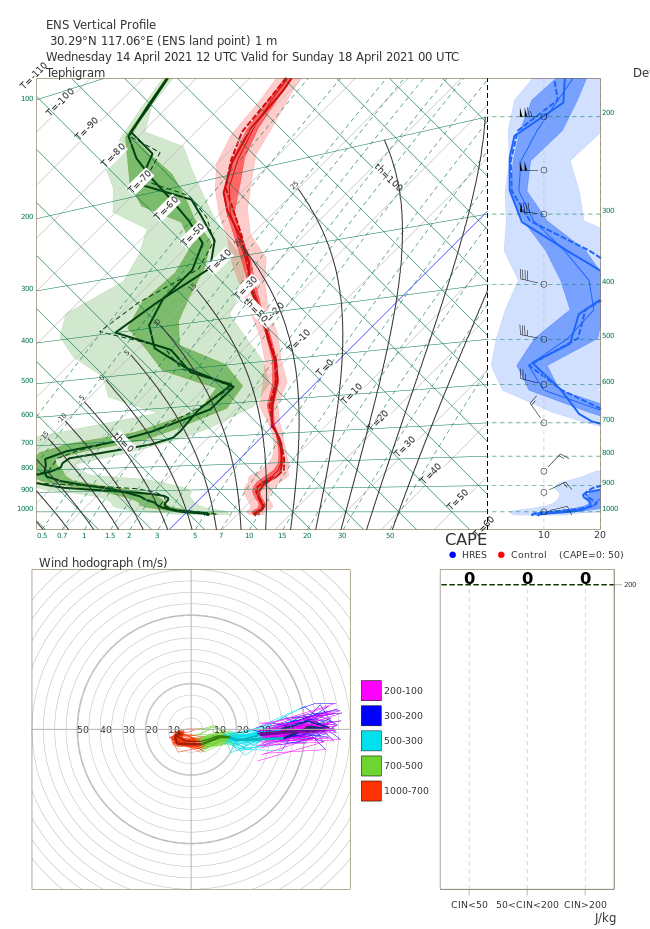 ENS Vertical Profile
30.29°N 117.06°E (ENS land point) 1 m
Wednesday 14 April 2021 12 UTC Valid for Sunday 18 April 2021 00 UTC
Tephigram
De
T=-110
T=-100
T=-90
T=-80
T=-70
T=-60
T=-50
T=-40
T=-30
T=-20
T=-10
T=0
T=10
T=20
T=30
T=40
T=50
T=60
th=100
th=50
th=0
25
100
200
300
400
500
600
700
800
900
1000
200
300
400
500
600
700
800
900
1000
0.5 0.7 1 1.5 2 3 5 7 10 15 20 30 50
10 20
CAPE
HRES Control (CAPE=0: 50)
Wind hodograph (m/s)
0 0 0
200
50 40 30 20 10 10 20
200-100
300-200
500-300
700-500
1000-700
CIN<50 50<CIN<200 CIN>200
J/kg